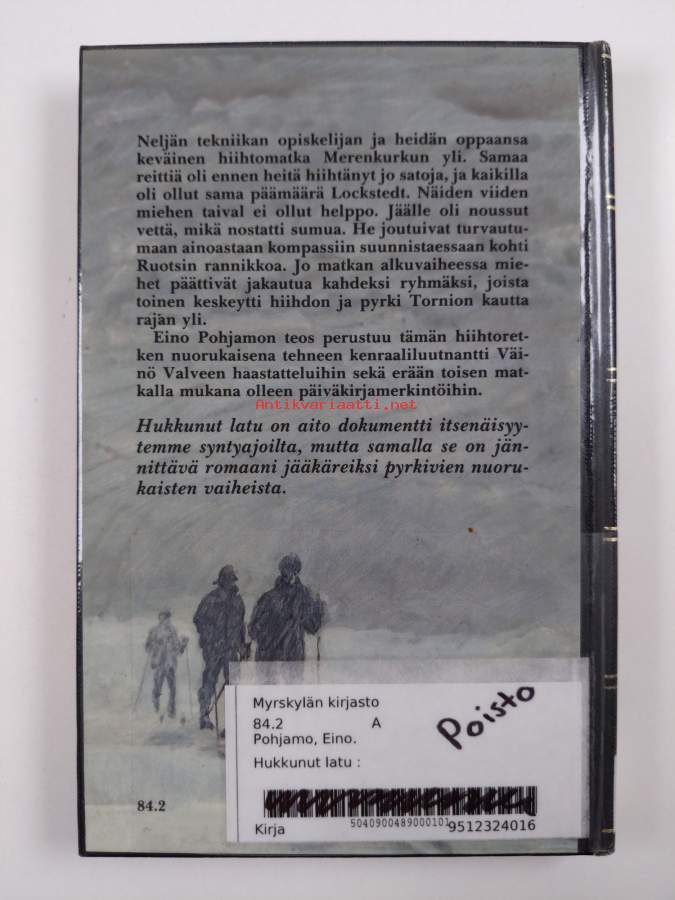 Neljän tekniikan opiskelijan ja heidän oppaansa
keväinen hiihtomatka Merenkurkun yli. Samaa
reittiä oli ennen heitä hiihtänyt jo satoja, ja kaikilla
oli ollut sama päämäärä Lockstedt. Näiden viiden
miehen taival ei ollut helppo. Jäälle oli noussut
vettä, mikä nostatti sumua. He joutuivat turvautu-
maan ainoastaan kompassiin suunnistaessaan kohti
Ruotsin rannikkoa. Jo matkan alkuvaiheessa mie-
het päättivät jakautua kahdeksi ryhmäksi, joista
toinen keskeytti hiihdon ja pyrki Tornion kautta
rajan yli.
Eino Pohjamon teos perustuu tämän hiihtoret-
ken nuorukaisena tehneen kenraaliluutnantti Väi-
nö Valveen haastatteluihin sekä erään toisen mat-
kalla mukana olleen päiväkirjamerkintöihin.
Antikvariaatti.net
Hukkunut latu on aito dokumentti itsenäisyy-
temme syntyajoilta, mutta samalla se on jän-
nittävä romaani jääkäreiksi pyrkivien nuoru-
kaisten vaiheista.
Myrskylän kirjasto
84.2 A
Pohjamo, Eino.
Hukkunut latu :
Poisto
84.2
Kirja
5040900489000101
9512324016